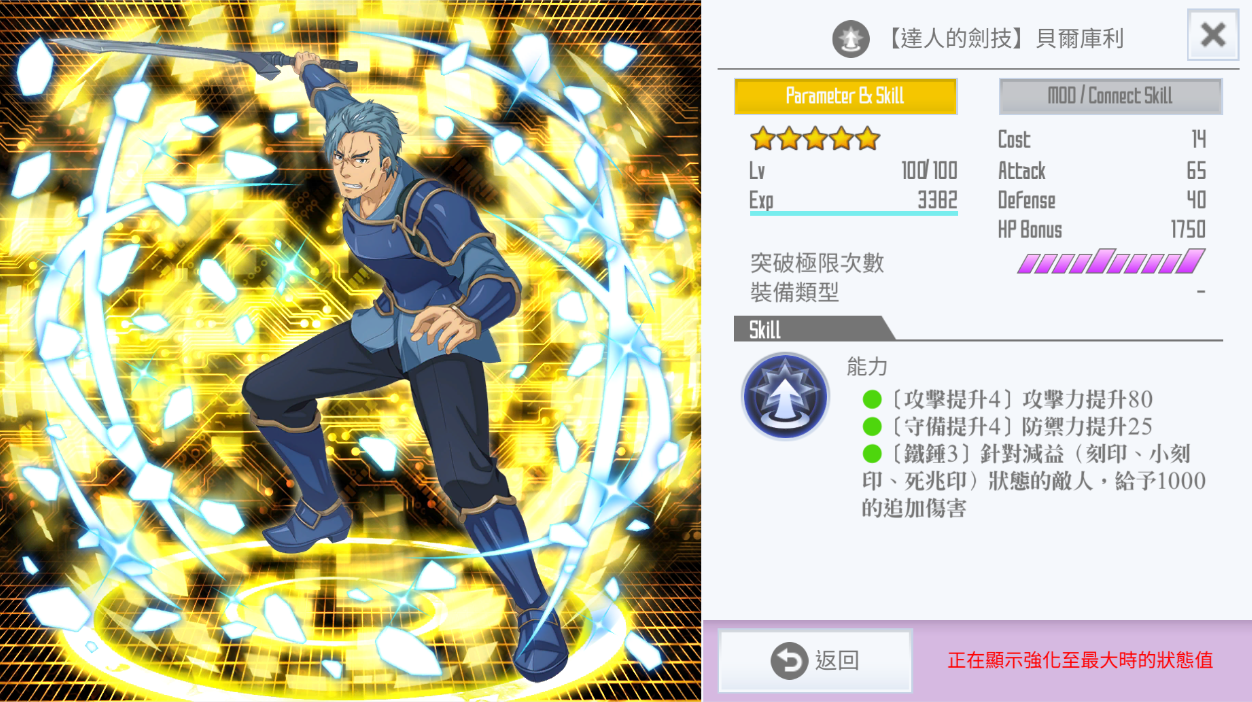 【達人的劍技】貝爾庫利
Parameter & Skill
MOD / Connect Skill
Lv 100/100
Exp 3382
Cost 14
Attack 65
Defense 40
HP Bonus 1750
突破極限次數
裝備類型 -
Skill
能力
〔攻擊提升4〕攻擊力提升80
〔守備提升4〕防禦力提升25
〔鐵錘3〕針對減益（刻印、小刻
印、死兆印）狀態的敵人，給予1000
的追加傷害
返回
正在顯示強化至最大時的狀態值